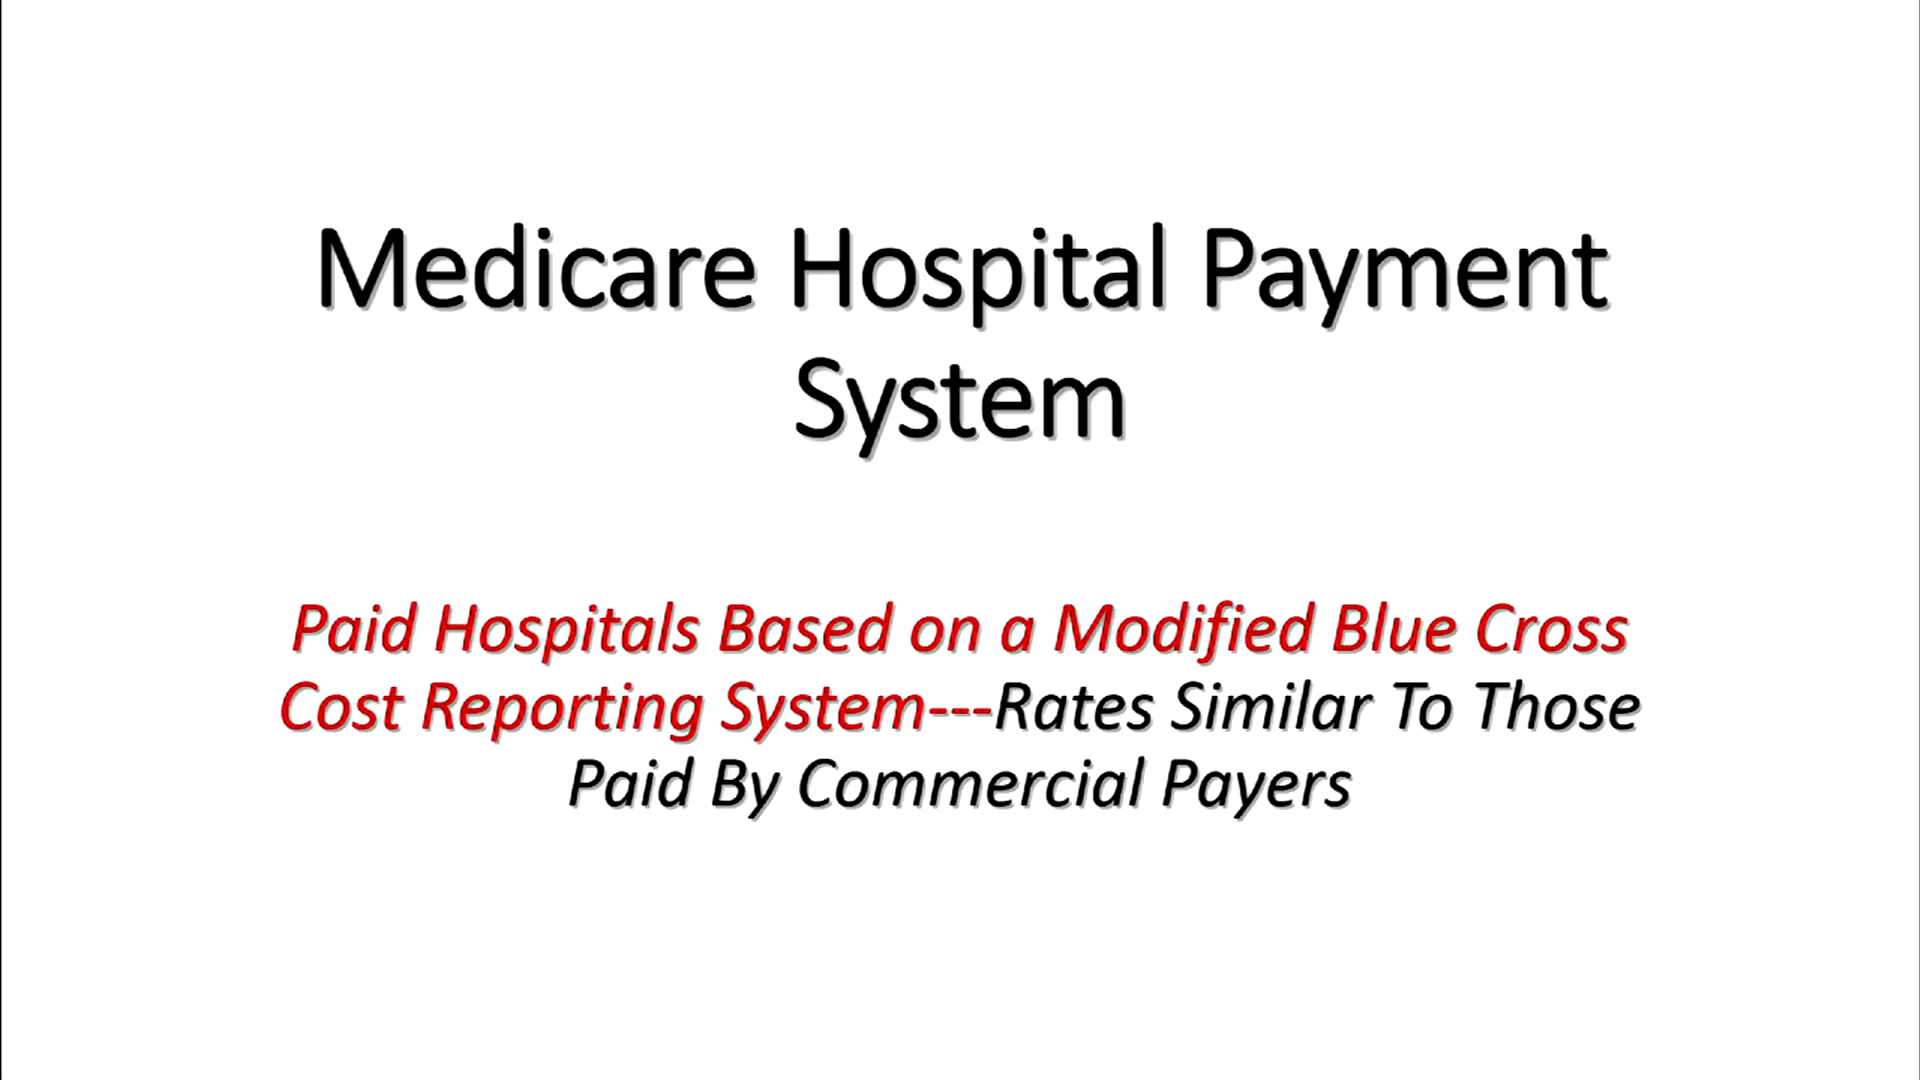 Medicare Hospital Payment
System
Paid Hospitals Based on a Modified Blue Cross
Cost Reporting System---Rates Similar To Those
Paid By Commercial Payers